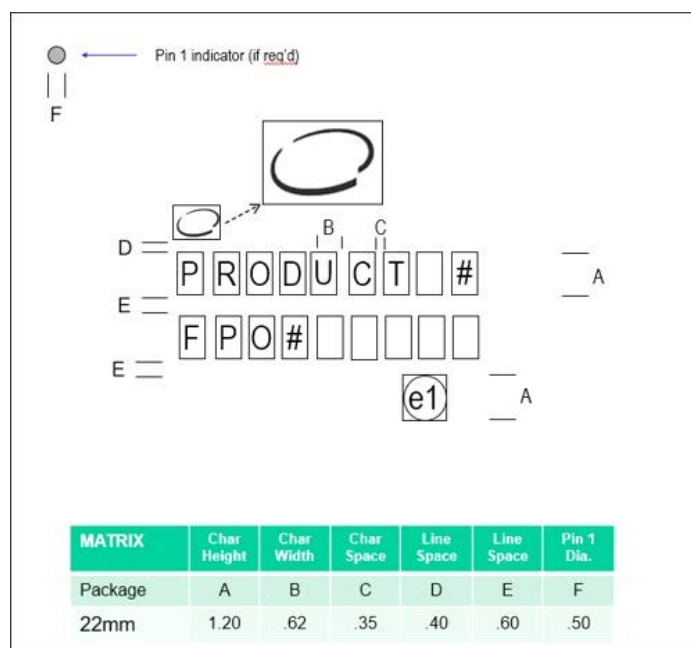 Pin 1 indicator (if req'd)
F
B C
D
P R O D U C T #
A
E
F P O #
E
e1
A
MATRIX Char Height Char Width Char Space Line Space Line Space Pin 1 Dia.
Package A B C D E F
22mm 1.20 .62 .35 .40 .60 .50